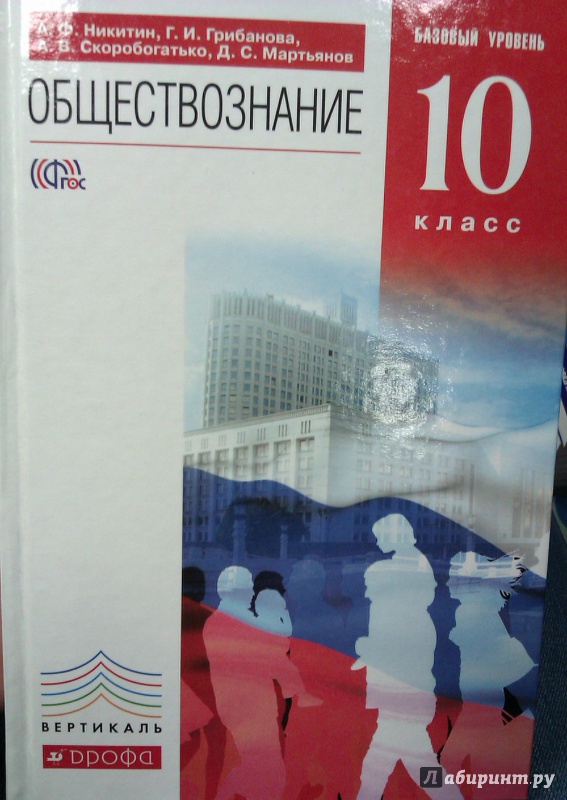 А. Ф. Никитин, Г. И. Грибанова,
А. В. Скоробогатько, Д. С. Мартьянов
БАЗОВЫЙ УРОВЕНЬ
ОБЩЕСТВОЗНАНИЕ
10
класс
ФГОС
ВЕРТИКАЛЬ
дрофа
Лабиринт.ру